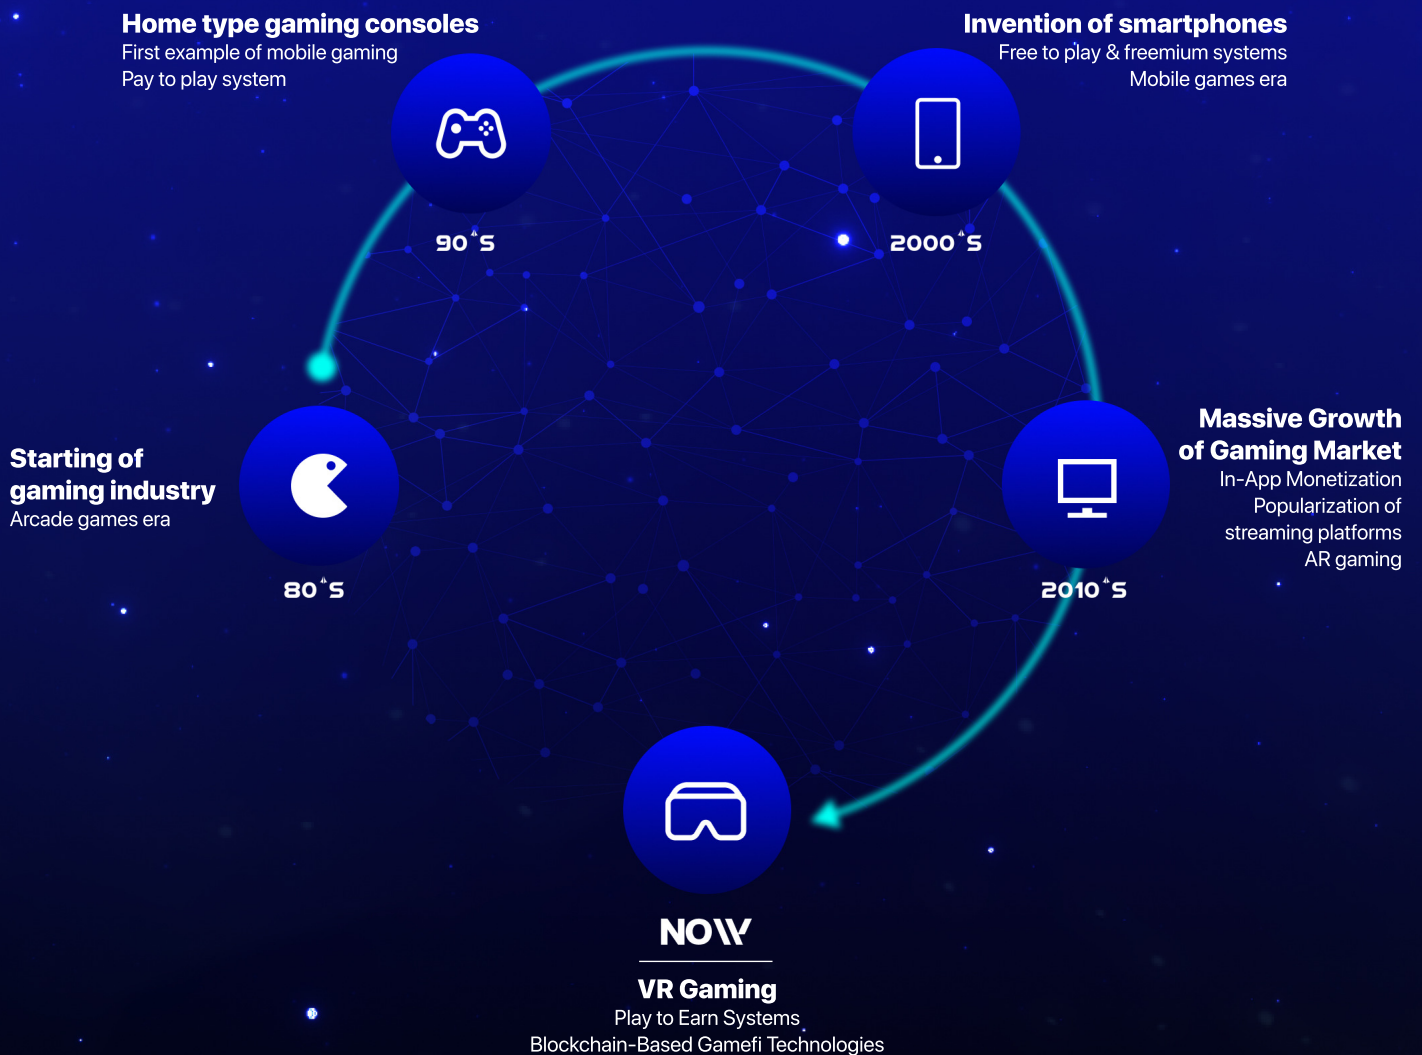 Home type gaming consoles
First example of mobile gaming
Pay to play system
90'S
Invention of smartphones
Free to play & freemium systems
Mobile games era
2000'S
Starting of
gaming industry
Arcade games era
80'S
Massive Growth
of Gaming Market
In-App Monetization
Popularization of
streaming platforms
AR gaming
2010'S
NOW
VR Gaming
Play to Earn Systems
Blockchain-Based Gamefi Technologies